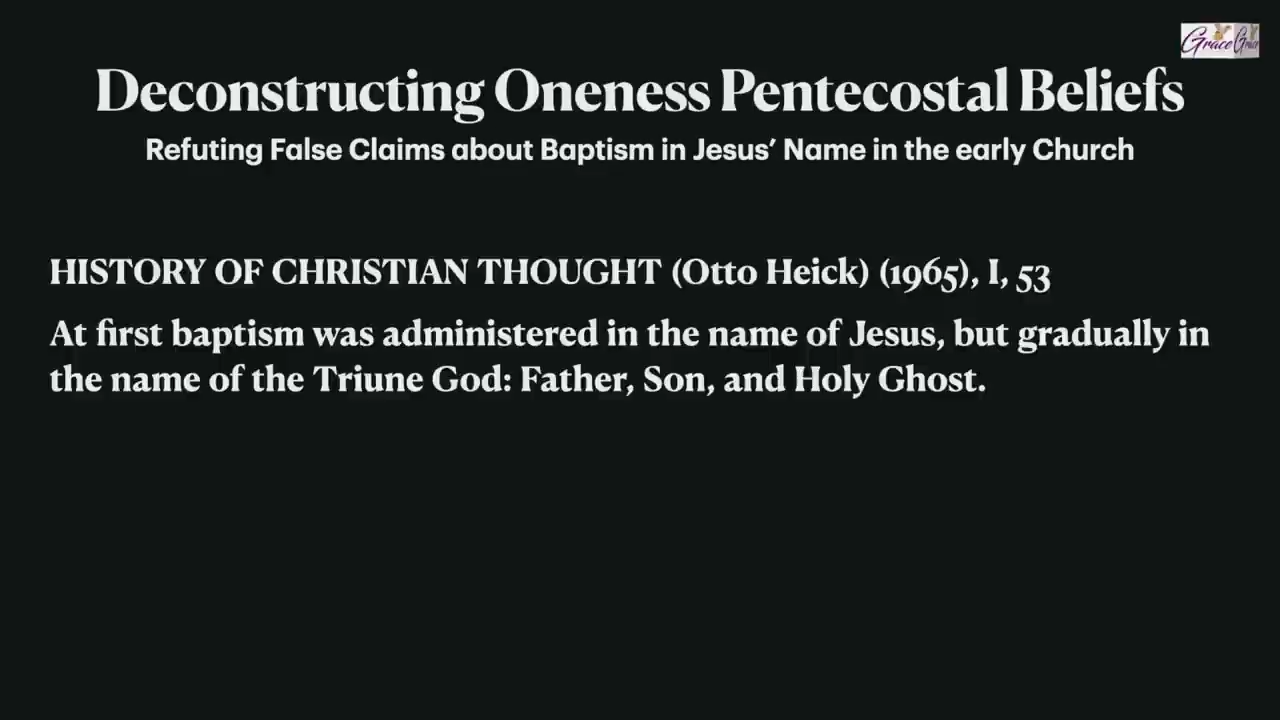 Grace Grace
Deconstructing Oneness Pentecostal Beliefs
Refuting False Claims about Baptism in Jesus’ Name in the early Church
HISTORY OF CHRISTIAN THOUGHT (Otto Heick) (1965), I, 53
At first baptism was administered in the name of Jesus, but gradually in
the name of the Triune God: Father, Son, and Holy Ghost.